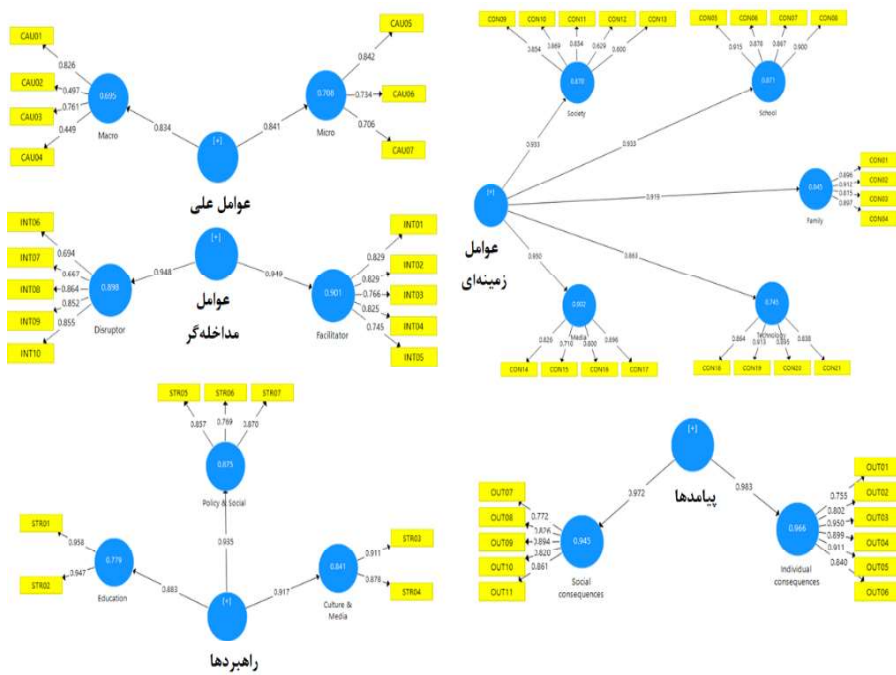 CAU01
CAU02
CAU03
CAU04
0.826
0.497
0.761
0.449
0.695
Macro
0.834
[+]
عوامل علی
0.841
0.708
Micro
0.842
0.734
0.706
CAU05
CAU06
CAU07
INT06
INT07
INT08
INT09
INT10
0.694
0.864
0.852
0.855
0.898
Disruptor
0.948
[+]
عوامل
مداخله‌گر
0.949
0.901
Facilitator
0.829
0.829
0.766
0.825
0.745
INT01
INT02
INT03
INT04
INT05
STR05
STR06
STR07
0.857
0.769
0.870
0.875
Policy & Social
0.935
STR01
STR02
0.958
0.947
0.779
Education
0.883
[+]
راهبردها
0.917
0.841
Culture &
Media
0.911
0.878
STR03
STR04
CON09
CON10
CON11
CON12
CON13
0.854
0.869
0.854
0.629
0.800
0.870
Society
CON05
CON06
CON07
CON08
0.915
0.878
0.887
0.900
0.871
School
[+]
عوامل
زمینه‌ای
0.933
0.933
0.919
0.845
Family
0.896
0.912
0.815
0.897
CON01
CON02
CON03
CON04
0.950
0.902
Media
0.826
0.710
0.800
0.896
CON14
CON15
CON16
CON17
0.863
0.745
Technology
0.864
0.913
0.895
0.838
CON18
CON19
CON20
CON21
[+]
پیامدها
0.972
0.983
OUT07
OUT08
OUT09
OUT10
OUT11
0.772
0.894
0.820
0.861
0.945
Social
consequences
0.966
Individual
consequences
0.755
0.802
0.950
0.899
0.911
0.840
OUT01
OUT02
OUT03
OUT04
OUT05
OUT06